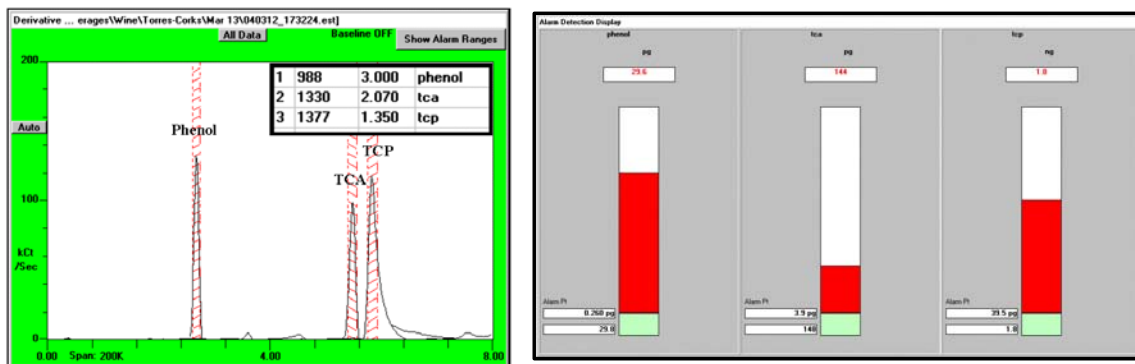 Derivative ... erages\Wine\Torres-Corks\Mar 13\040312_173224.est]
All Data
Baseline OFF
Show Alarm Ranges
200
1 988 3.000 phenol
2 1330 2.070 tca
3 1377 1.350 tcp
Auto
Phenol
TCP
TCA
100
kCt
/Sec
0
0.00 Span: 200K 4.00 8.00
Alarm Detection Display
phenol tca tcp
pg pg ng
29.6 144 1.8
Alarm Pt Alarm Pt Alarm Pt
0.260 pg 3.9 pg 39.5 pg
29.8 148 1.8